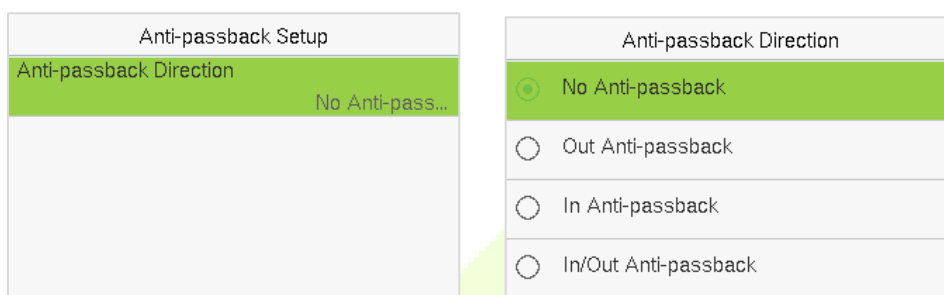 Anti-passback Setup
Anti-passback Direction
No Anti-pass...
Anti-passback Direction
No Anti-passback
Out Anti-passback
In Anti-passback
In/Out Anti-passback